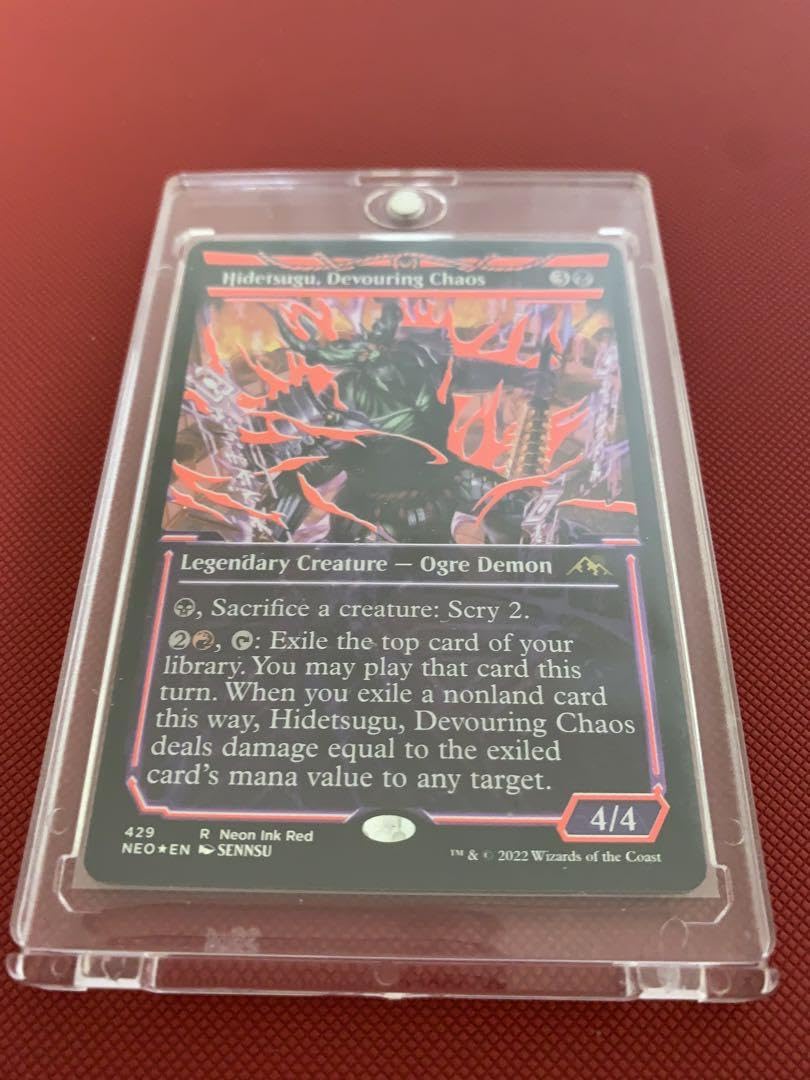 Hidetsugu, Devouring Chaos 3
Legendary Creature — Ogre Demon
, Sacrifice a creature: Scry 2.
2 , : Exile the top card of your
library. You may play that card this
turn. When you exile a nonland card
this way, Hidetsugu, Devouring Chaos
deals damage equal to the exiled
card's mana value to any target.
4/4
429 R Neon Ink Red
NEO★EN SENNSU
™ & © 2022 Wizards of the Coast